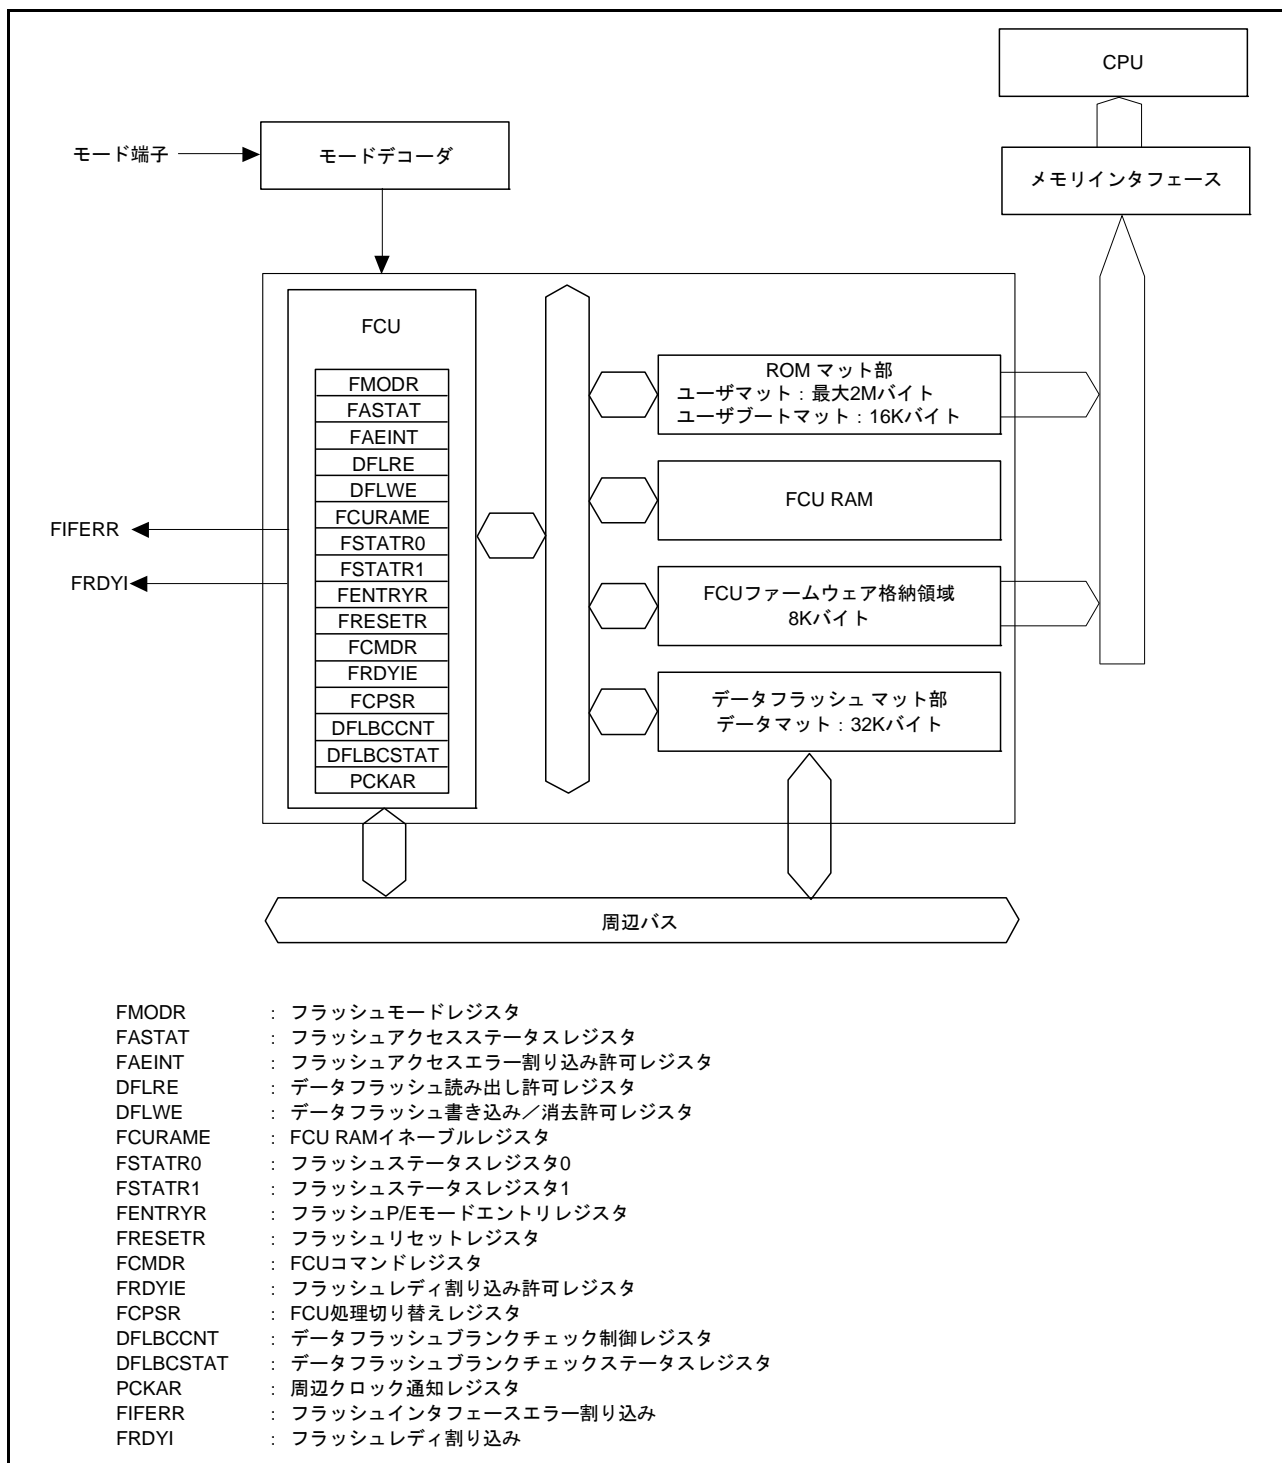 CPU
モード端子
モードデコーダ
メモリインタフェース
FCU
FMODR
FASTAT
FAEINT
DFLRE
DFLWE
FCURAME
FSTATR0
FSTATR1
FENTRYR
FRESETR
FCMDR
FRDYIE
FCPSR
DFLBCCNT
DFLBCSTAT
PCKAR
FIFERR
FRDYI
ROM マット部
ユーザマット：最大2Mバイト
ユーザブートマット：16Kバイト
FCU RAM
FCUファームウェア格納領域
8Kバイト
データフラッシュ マット部
データマット：32Kバイト
周辺バス
FMODR : フラッシュモードレジスタ
FASTAT : フラッシュアクセスステータスレジスタ
FAEINT : フラッシュアクセスエラー割り込み許可レジスタ
DFLRE : データフラッシュ読み出し許可レジスタ
DFLWE : データフラッシュ書き込み／消去許可レジスタ
FCURAME : FCU RAMイネーブルレジスタ
FSTATR0 : フラッシュステータスレジスタ0
FSTATR1 : フラッシュステータスレジスタ1
FENTRYR : フラッシュP/Eモードエントリレジスタ
FRESETR : フラッシュリセットレジスタ
FCMDR : FCUコマンドレジスタ
FRDYIE : フラッシュレディ割り込み許可レジスタ
FCPSR : FCU処理切り替えレジスタ
DFLBCCNT : データフラッシュブランクチェック制御レジスタ
DFLBCSTAT : データフラッシュブランクチェックステータスレジスタ
PCKAR : 周辺クロック通知レジスタ
FIFERR : フラッシュインタフェースエラー割り込み
FRDYI : フラッシュレディ割り込み